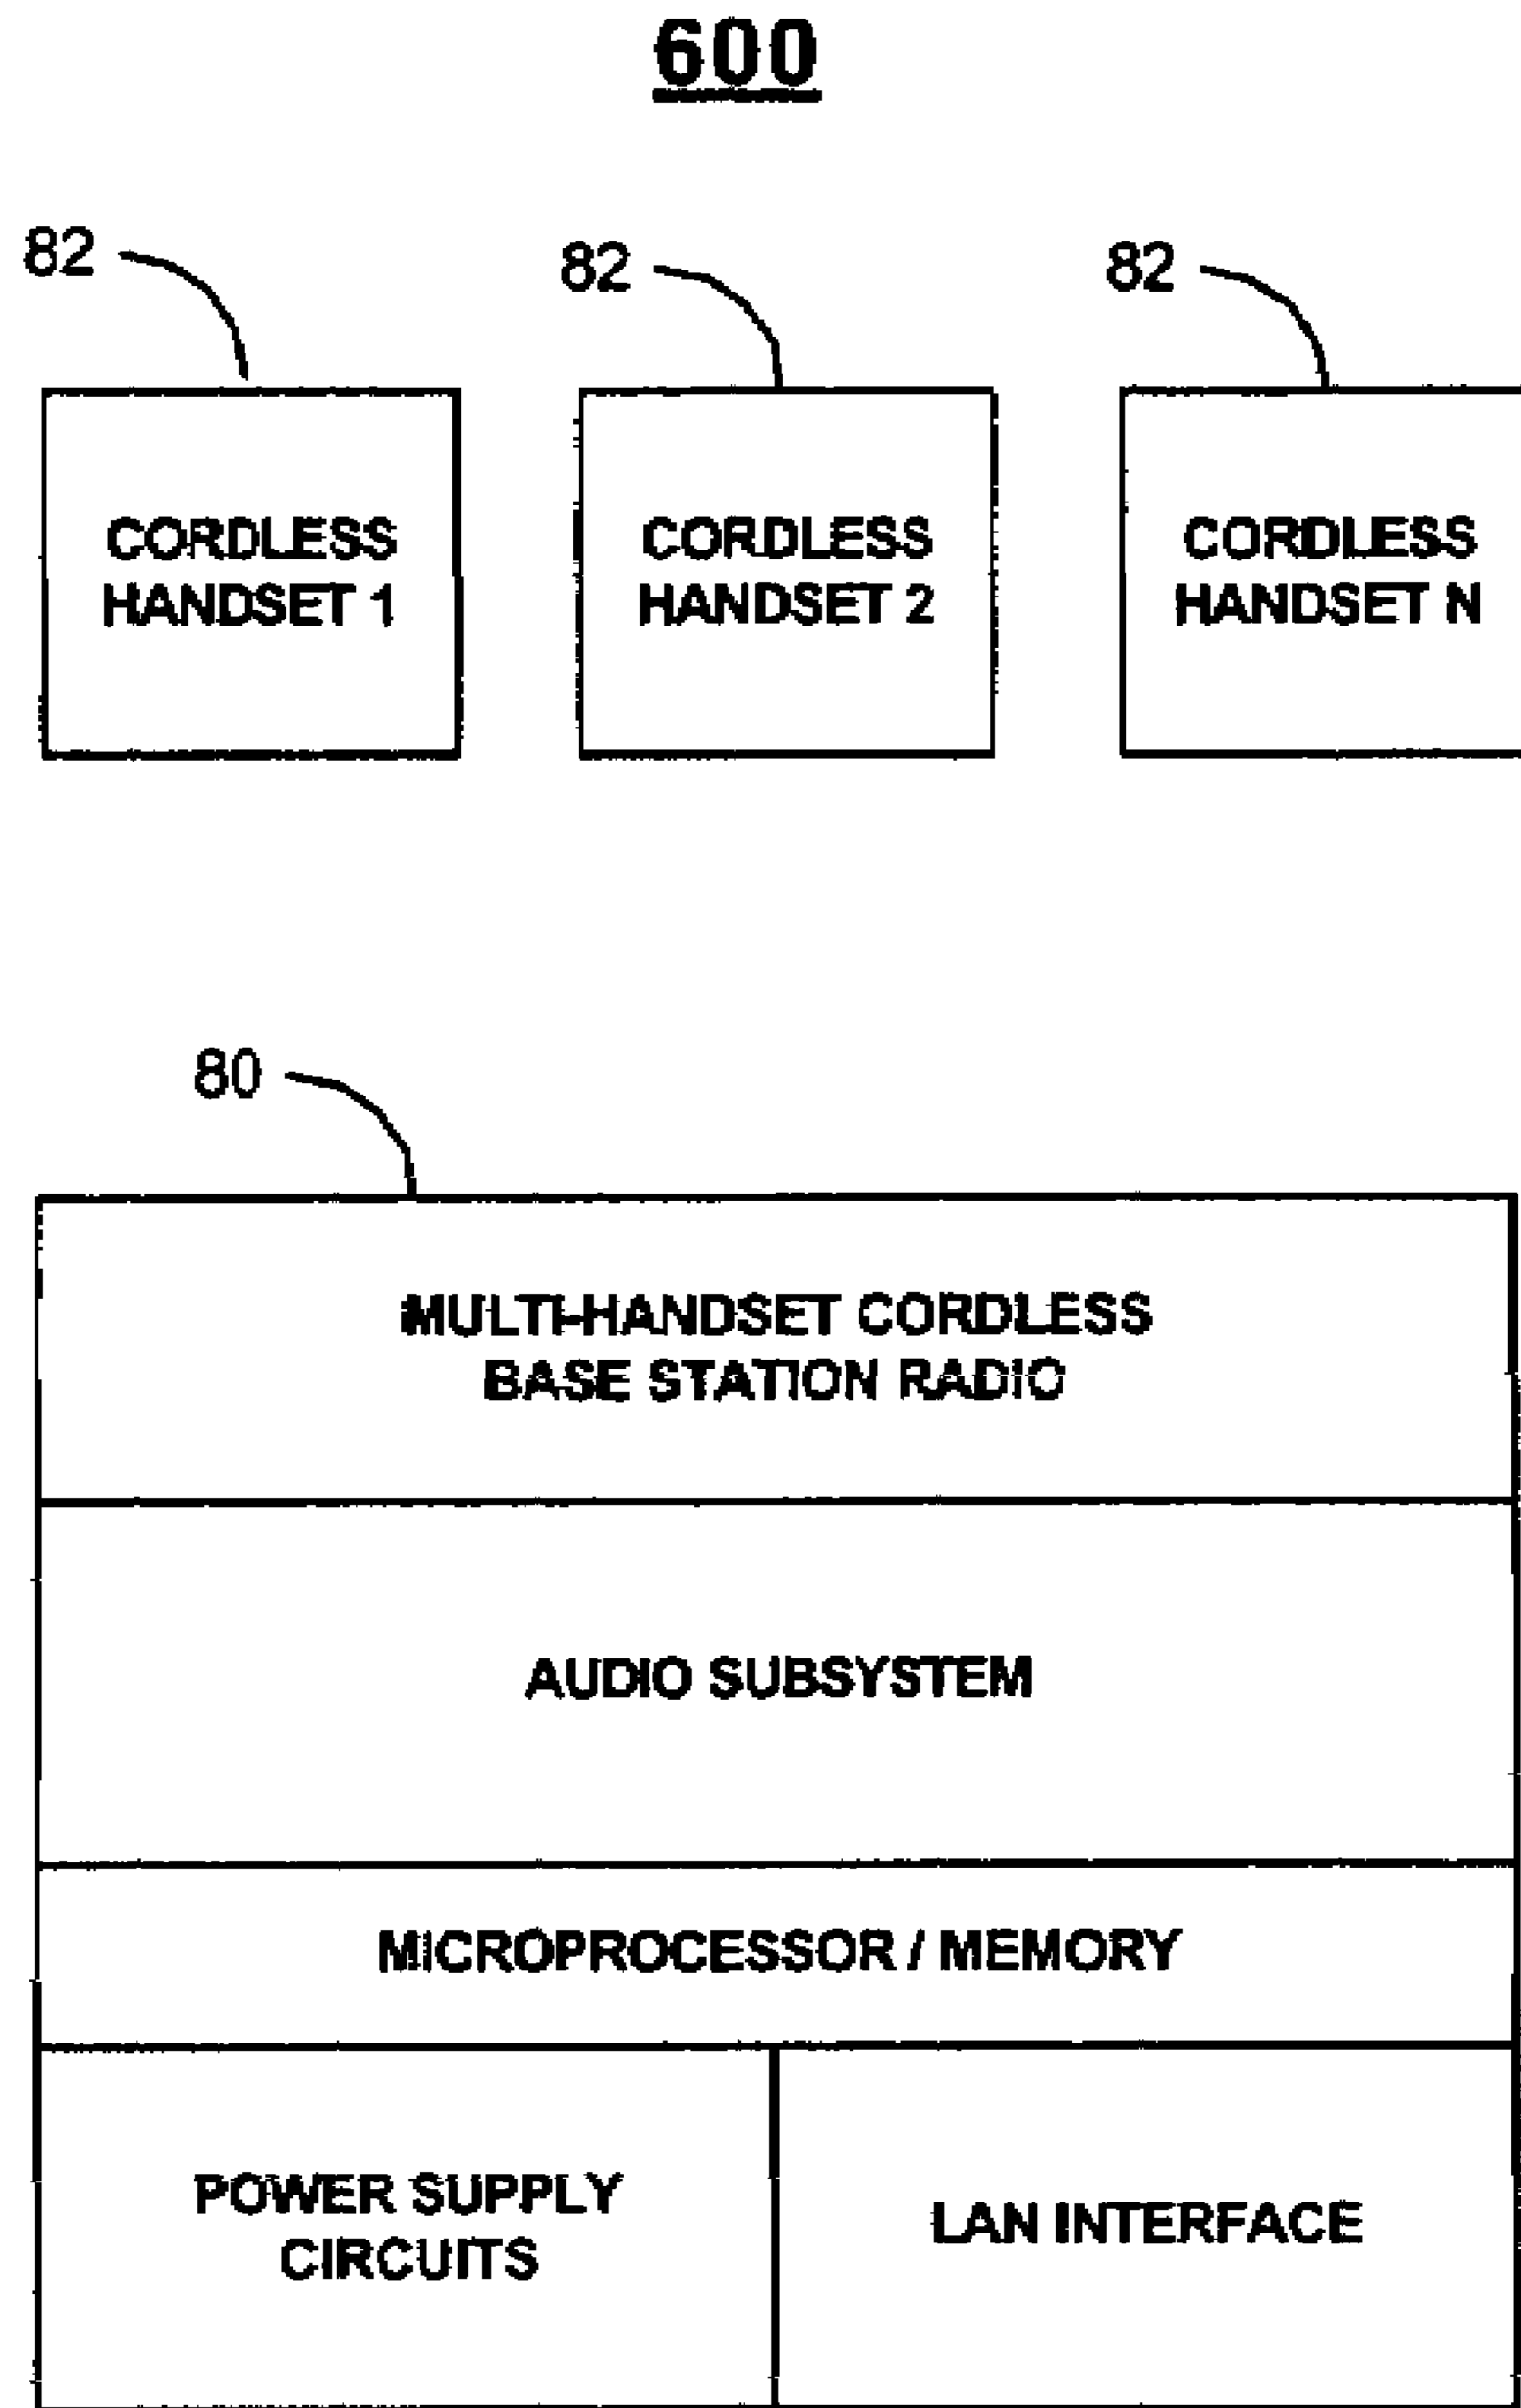 600
82
82
82
CORDLESS
HANDSET 1
CORDLESS
HANDSET 2
CORDLESS
HANDSET N
80
MULTI-HANDSET CORDLESS
BASE STATION RADIO
AUDIO SUBSYSTEM
MICROPROCESSOR / MEMORY
POWER SUPPLY
CIRCUITS
LAN INTERFACE